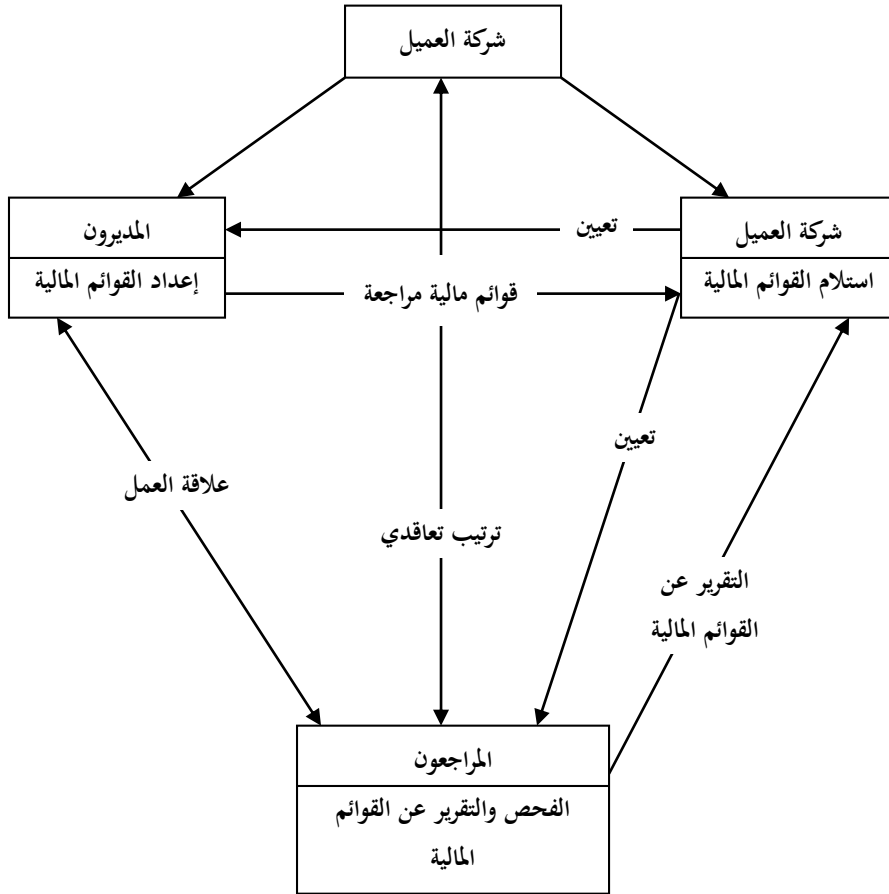 شركة العميل
شركة العميل
استلام القوائم المالية
تعيين
المديرون
إعداد القوائم المالية
قوائم مالية مراجعة
تعيين
علاقة العمل
ترتيب تعاقدي
التقرير عن
القوائم المالية
المراجعون
الفحص والتقرير عن القوائم
المالية